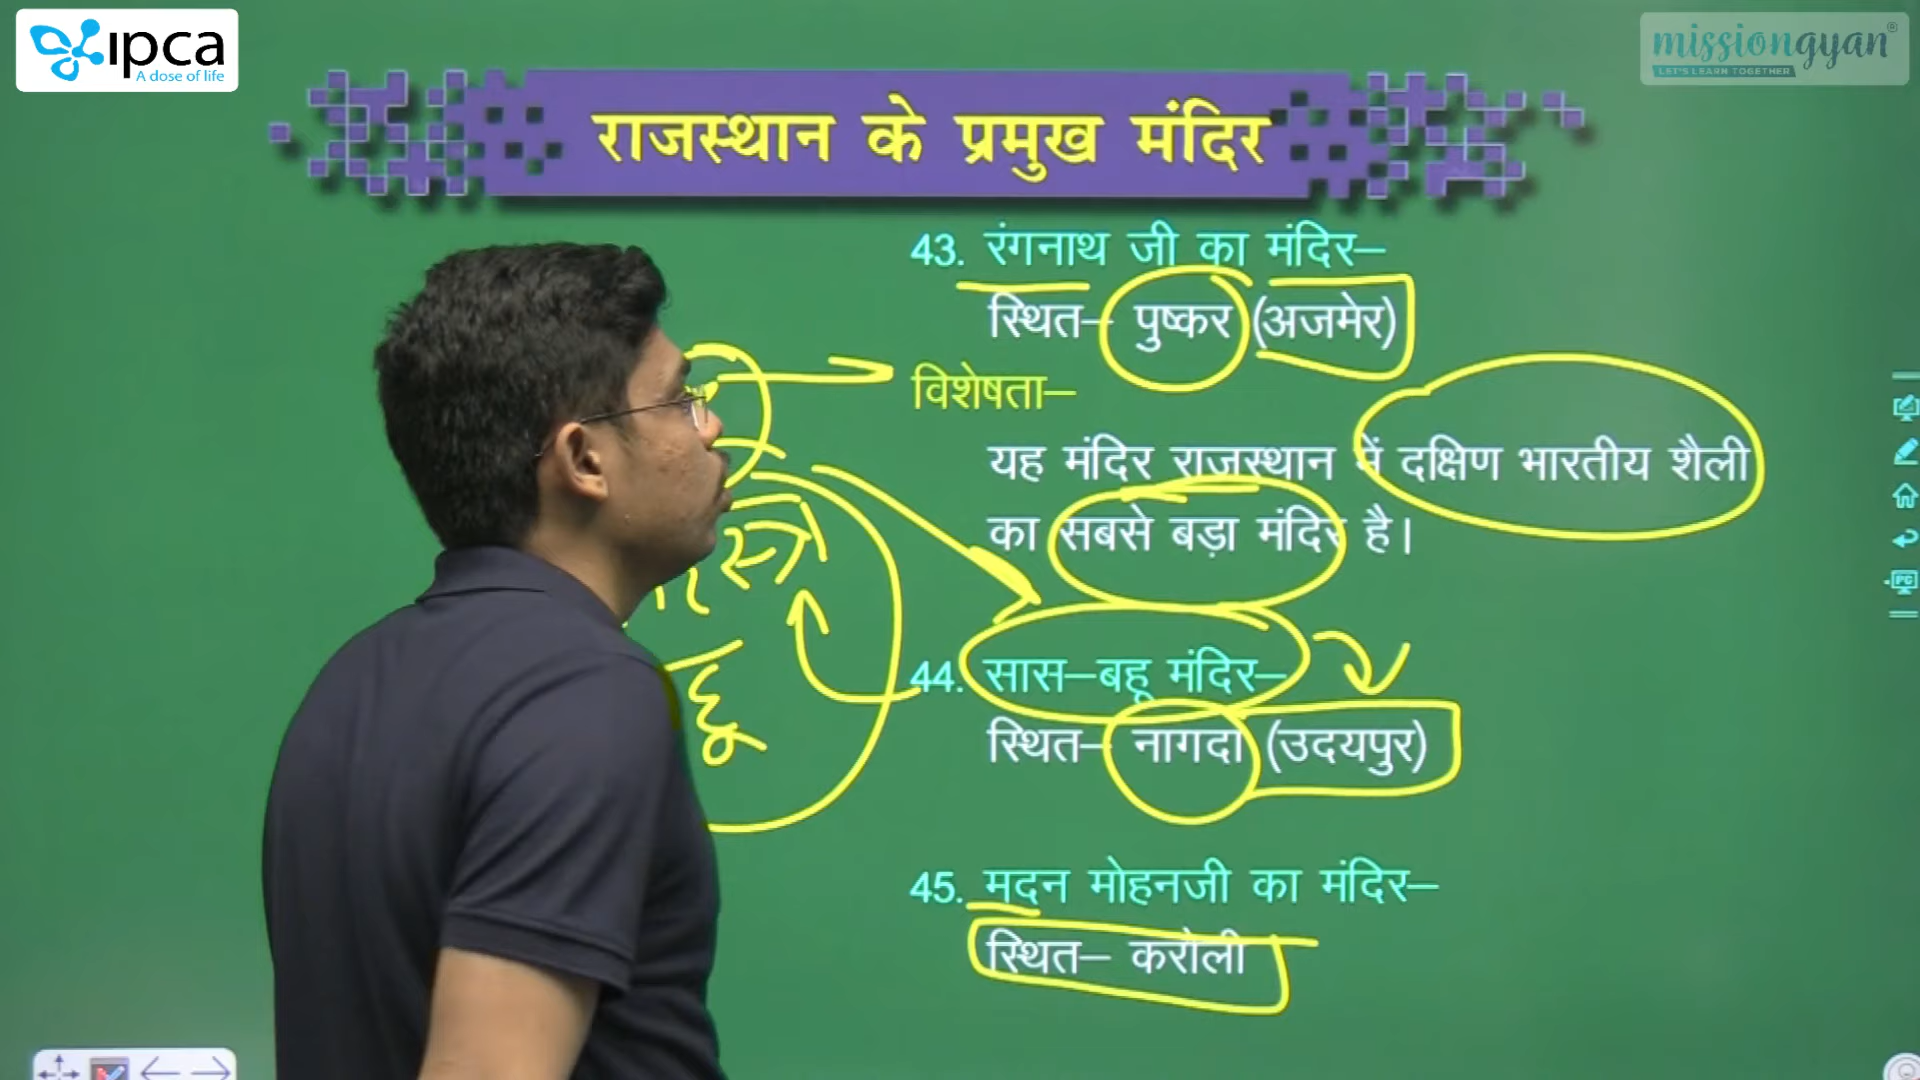 ipca
A dose of life
missiongyan®
LET'S LEARN TOGETHER
राजस्थान के प्रमुख मंदिर
43. रंगनाथ जी का मंदिर–
स्थित– पुष्कर (अजमेर)
विशेषता–
यह मंदिर राजस्थान में दक्षिण भारतीय शैली
का सबसे बड़ा मंदिर है।
44. सास–बहू मंदिर–
स्थित– नागदा (उदयपुर)
45. मदन मोहनजी का मंदिर–
स्थित– करोली